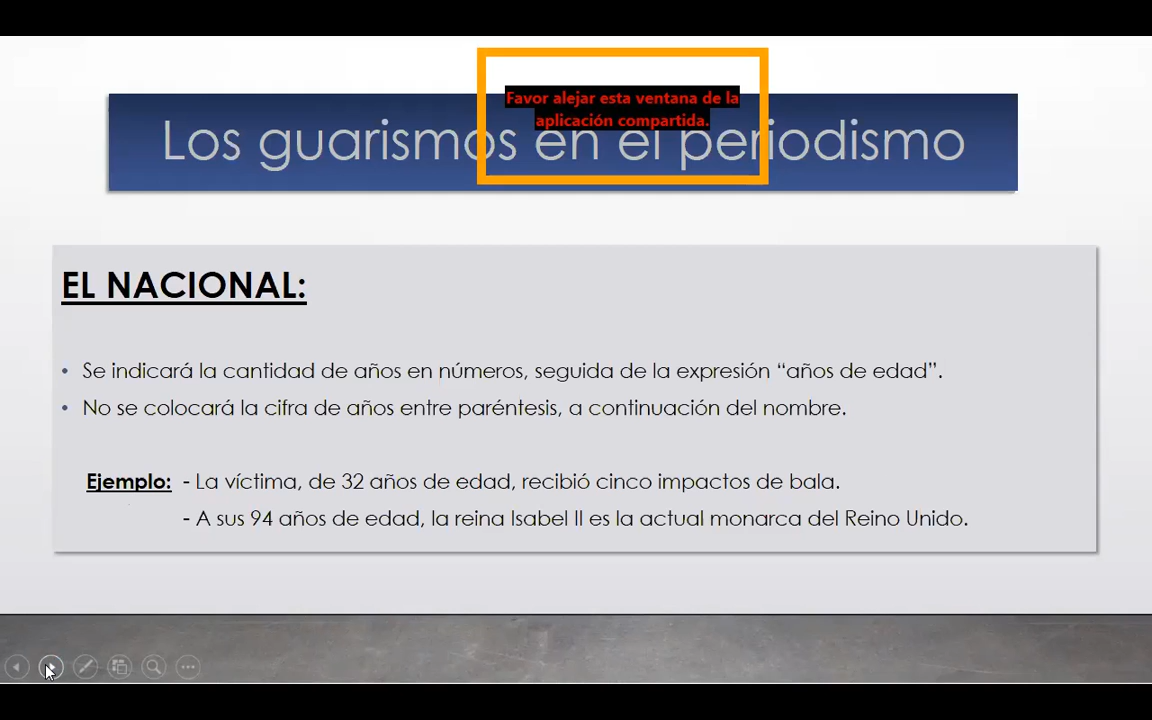 Favor alejar esta ventana de la
aplicación compartida.
Los guarismos en el periodismo
EL NACIONAL:
• Se indicará la cantidad de años en números, seguida de la expresión “años de edad”.
• No se colocará la cifra de años entre paréntesis, a continuación del nombre.
Ejemplo: - La víctima, de 32 años de edad, recibió cinco impactos de bala.
- A sus 94 años de edad, la reina Isabel II es la actual monarca del Reino Unido.